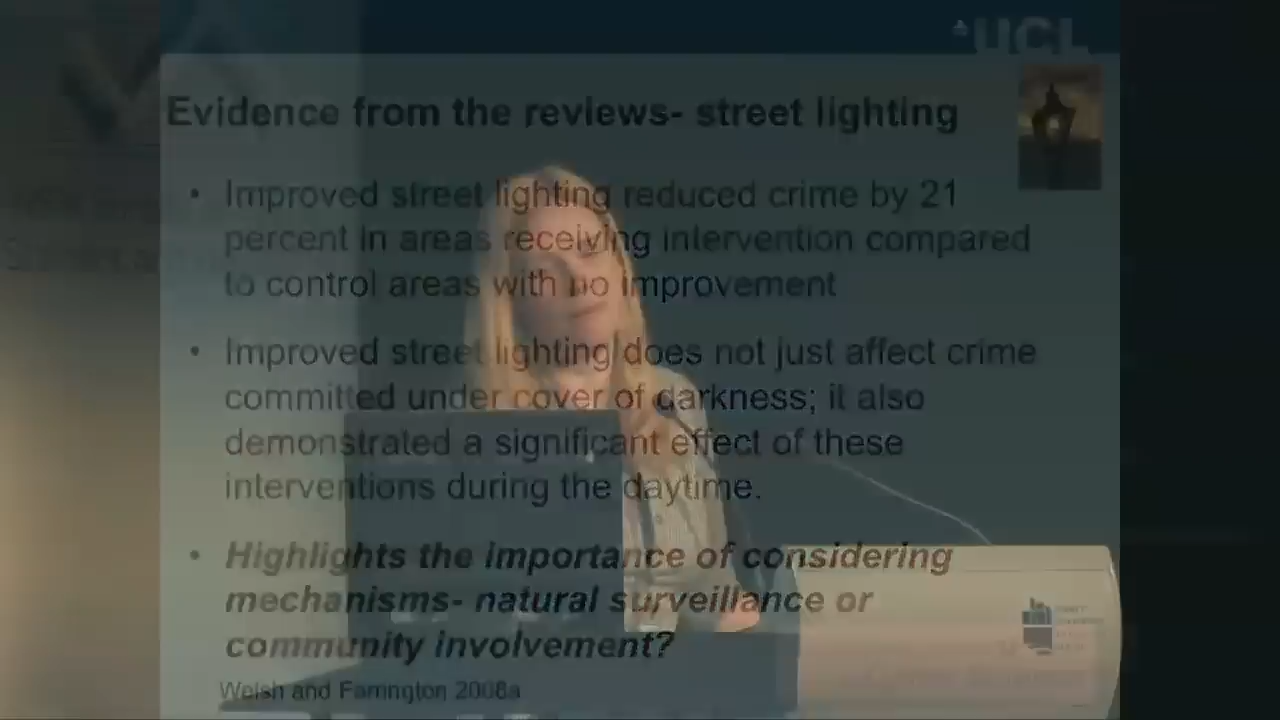 UCL
Evidence from the reviews- street lighting
• Improved street lighting reduced crime by 21
percent in areas receiving intervention compared
to control areas with no improvement
• Improved street lighting does not just affect crime
committed under cover of darkness; it also
demonstrated a significant effect of these
interventions during the daytime.
• Highlights the importance of considering
mechanisms- natural surveillance or
community involvement?
Welsh and Farrington 2008a